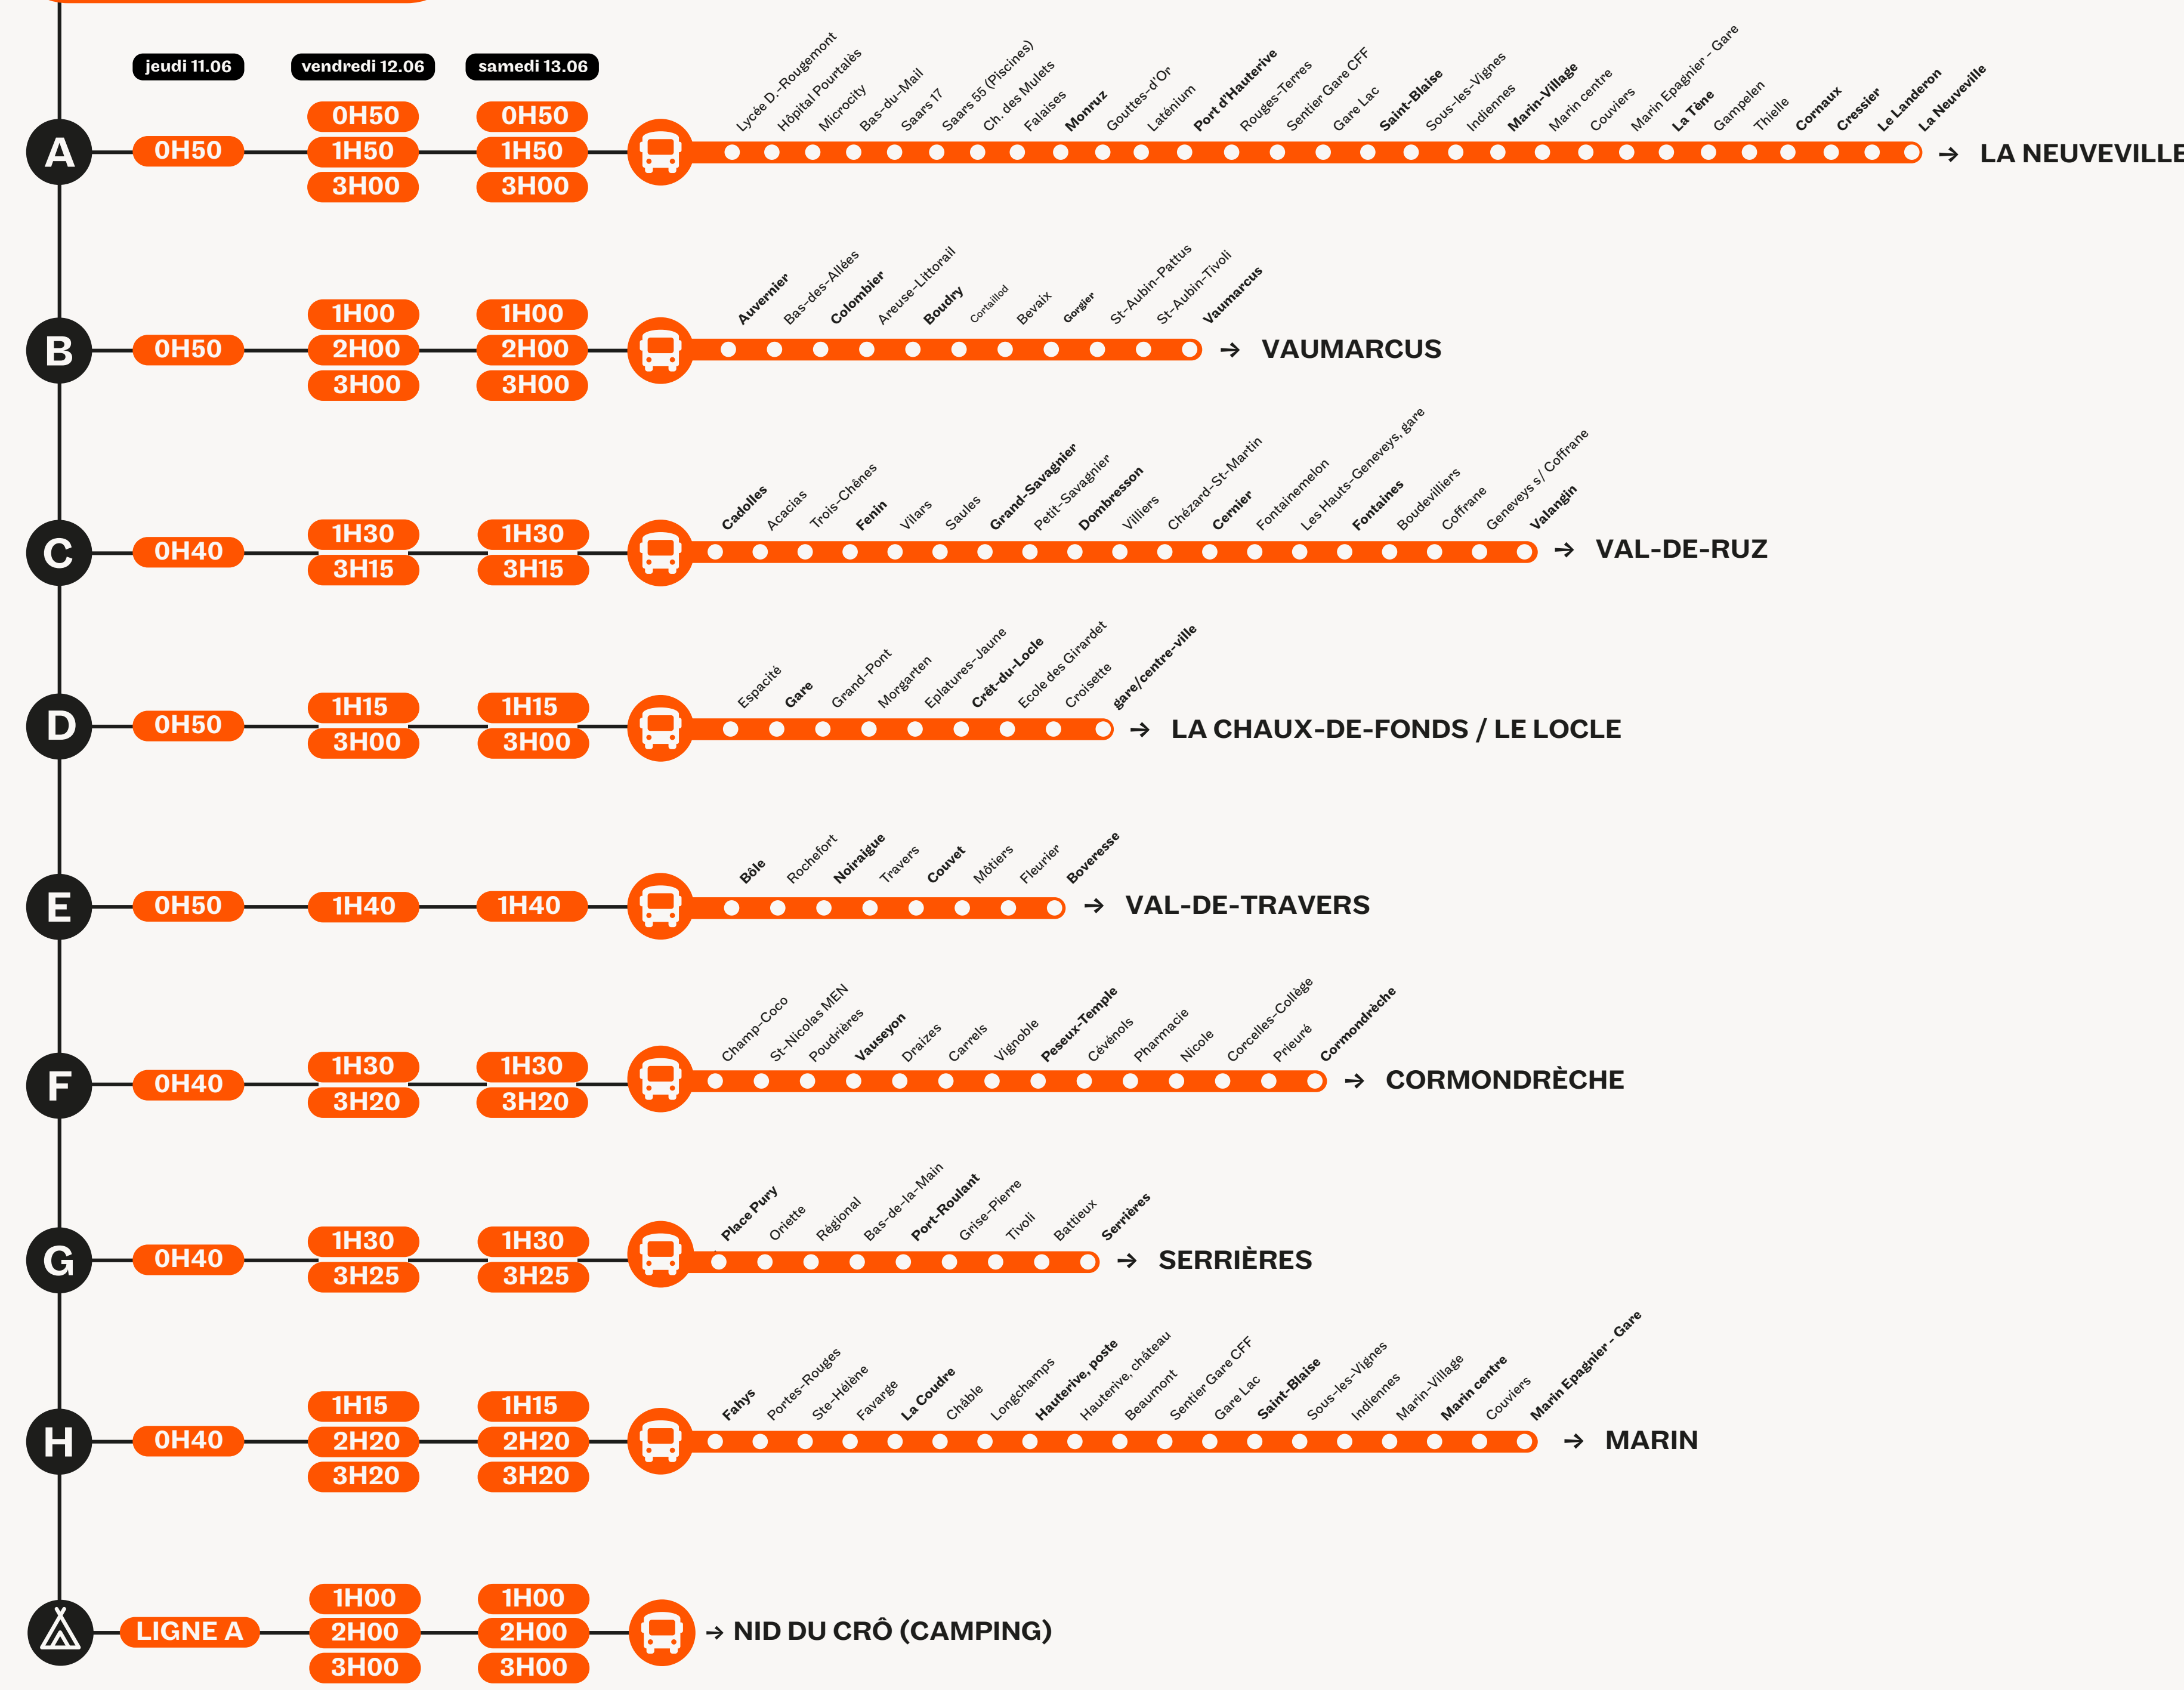 jeudi 11.06
vendredi 12.06
samedi 13.06
A
0H50
0H50
1H50
3H00
0H50
1H50
3H00
Lycée D.-Rougemont
Hôpital Pourtalès
Microcity
Bas-du-Mail
Saars 17
Saars 55 (Piscines)
Ch. des Mulets
Falaises
Monruz
Gouttes-d'Or
Laténium
Port d'Hauterive
Rouges-Terres
Sentier Gare CFF
Gare Lac
Saint-Blaise
Sous-les-Vignes
Indiennes
Marin-Village
Marin centre
Couviers
Marin Epagnier - Gare
La Tène
Gampelen
Thielle
Cornaux
Cressier
Le Landeron
La Neuveville
→ LA NEUVEVILLE
B
0H50
1H00
2H00
3H00
1H00
2H00
3H00
Auvernier
Bas-des-Allées
Colombier
Areuse-Littorail
Boudry
Cortaillod
Bevaix
Gorgier
St-Aubin-Pattus
St-Aubin-Tivoli
Vaumarcus
→ VAUMARCUS
C
0H40
1H30
3H15
1H30
3H15
Cadolles
Acacias
Trois-Chênes
Fenin
Vilars
Saules
Grand-Savagnier
Petit-Savagnier
Dombresson
Villiers
Chézard-St-Martin
Cernier
Fontainemelon
Les Hauts-Geneveys, gare
Fontaines
Boudevilliers
Coffrane
Geneveys s/ Coffrane
Valangin
→ VAL-DE-RUZ
D
0H50
1H15
3H00
1H15
3H00
Espacité
Gare
Grand-Pont
Morgarten
Eplatures-Jaune
Crêt-du-Locle
Ecole des Girardet
Croisette
gare/centre-ville
→ LA CHAUX-DE-FONDS / LE LOCLE
E
0H50
1H40
1H40
Bôle
Rochefort
Noiraigue
Travers
Couvet
Môtiers
Fleurier
Boveresse
→ VAL-DE-TRAVERS
F
0H40
1H30
3H20
1H30
3H20
Champ-Coco
St-Nicolas MEN
Poudrières
Vauseyon
Draizes
Carrels
Vignoble
Peseux-Temple
Cévénols
Pharmacie
Nicole
Corcelles-Collège
Prieuré
Cormondrèche
→ CORMONDRÈCHE
G
0H40
1H30
3H25
1H30
3H25
Place Pury
Oriette
Régional
Bas-de-la-Main
Port-Roulant
Grise-Pierre
Tivoli
Battieux
Serrières
→ SERRIÈRES
H
0H40
1H15
2H20
3H20
1H15
2H20
3H20
Fahys
Portes-Rouges
Ste-Hélène
Favarge
La Coudre
Châble
Longchamps
Hauterive, poste
Hauterive, château
Beaumont
Sentier Gare CFF
Gare Lac
Saint-Blaise
Sous-les-Vignes
Indiennes
Marin-Village
Marin centre
Couviers
Marin Epagnier - Gare
→ MARIN
LIGNE A
1H00
2H00
3H00
1H00
2H00
3H00
→ NID DU CRÔ (CAMPING)